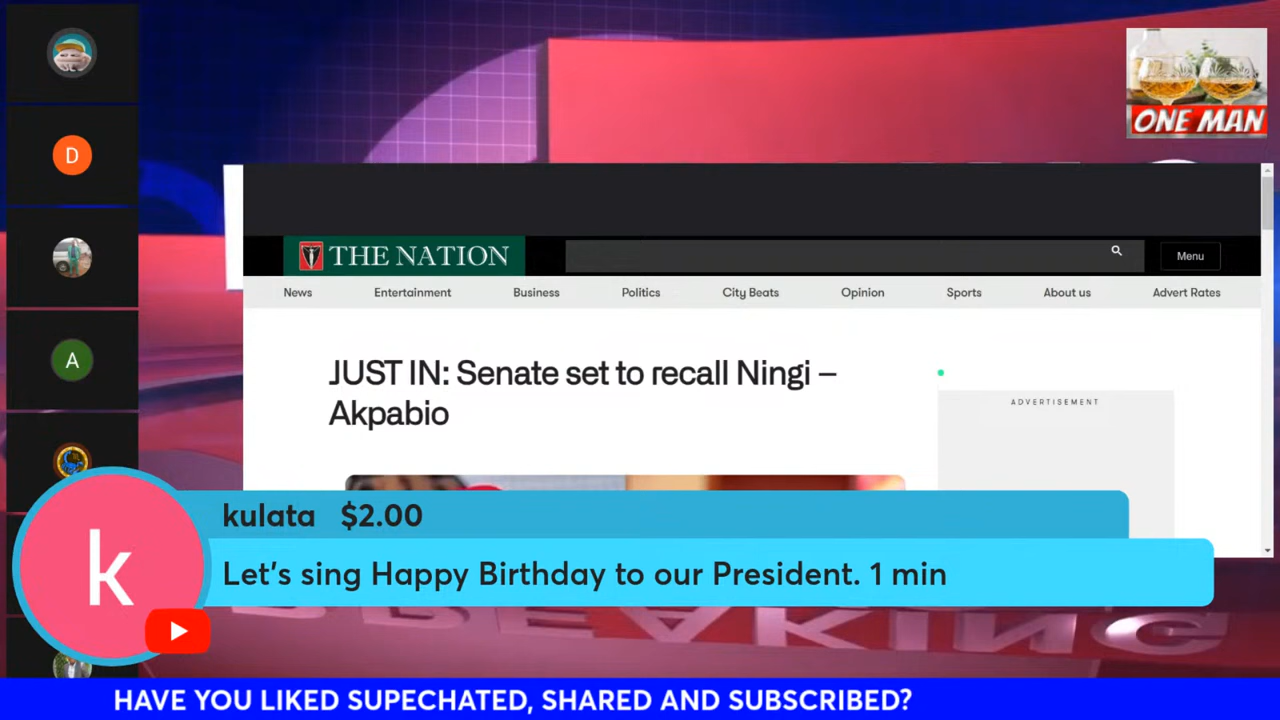 ONE MAN
D
THE NATION
Menu
News Entertainment Business Politics City Beats Opinion Sports About us Advert Rates
JUST IN: Senate set to recall Ningi –
Akpabio
ADVERTISEMENT
A
k
kulata $2.00
Let's sing Happy Birthday to our President. 1 min
BREAKING
HAVE YOU LIKED SUPECHATED, SHARED AND SUBSCRIBED?